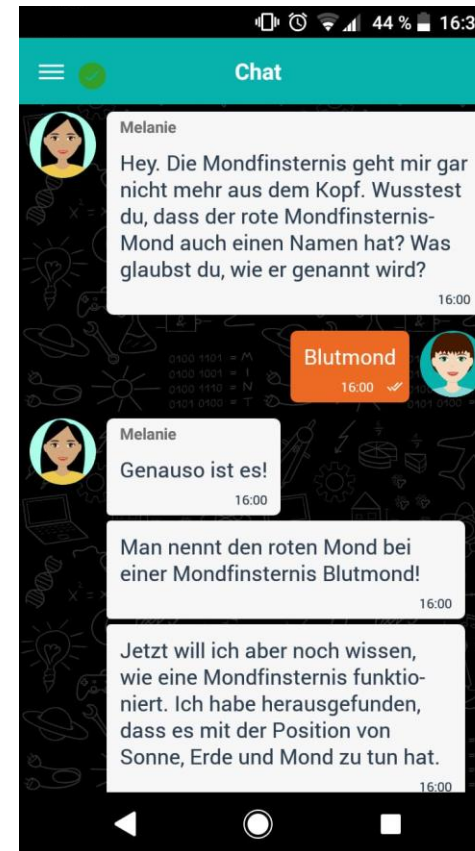 44 % 16:3
Chat
Melanie
Hey. Die Mondfinsternis geht mir gar
nicht mehr aus dem Kopf. Wusstest
du, dass der rote Mondfinsternis-
Mond auch einen Namen hat? Was
glaubst du, wie er genannt wird?
16:00
Blutmond
16:00
Melanie
Genauso ist es!
16:00
Man nennt den roten Mond bei
einer Mondfinsternis Blutmond!
16:00
Jetzt will ich aber noch wissen,
wie eine Mondfinsternis funktio-
niert. Ich habe herausgefunden,
dass es mit der Position von
Sonne, Erde und Mond zu tun hat.
16:00